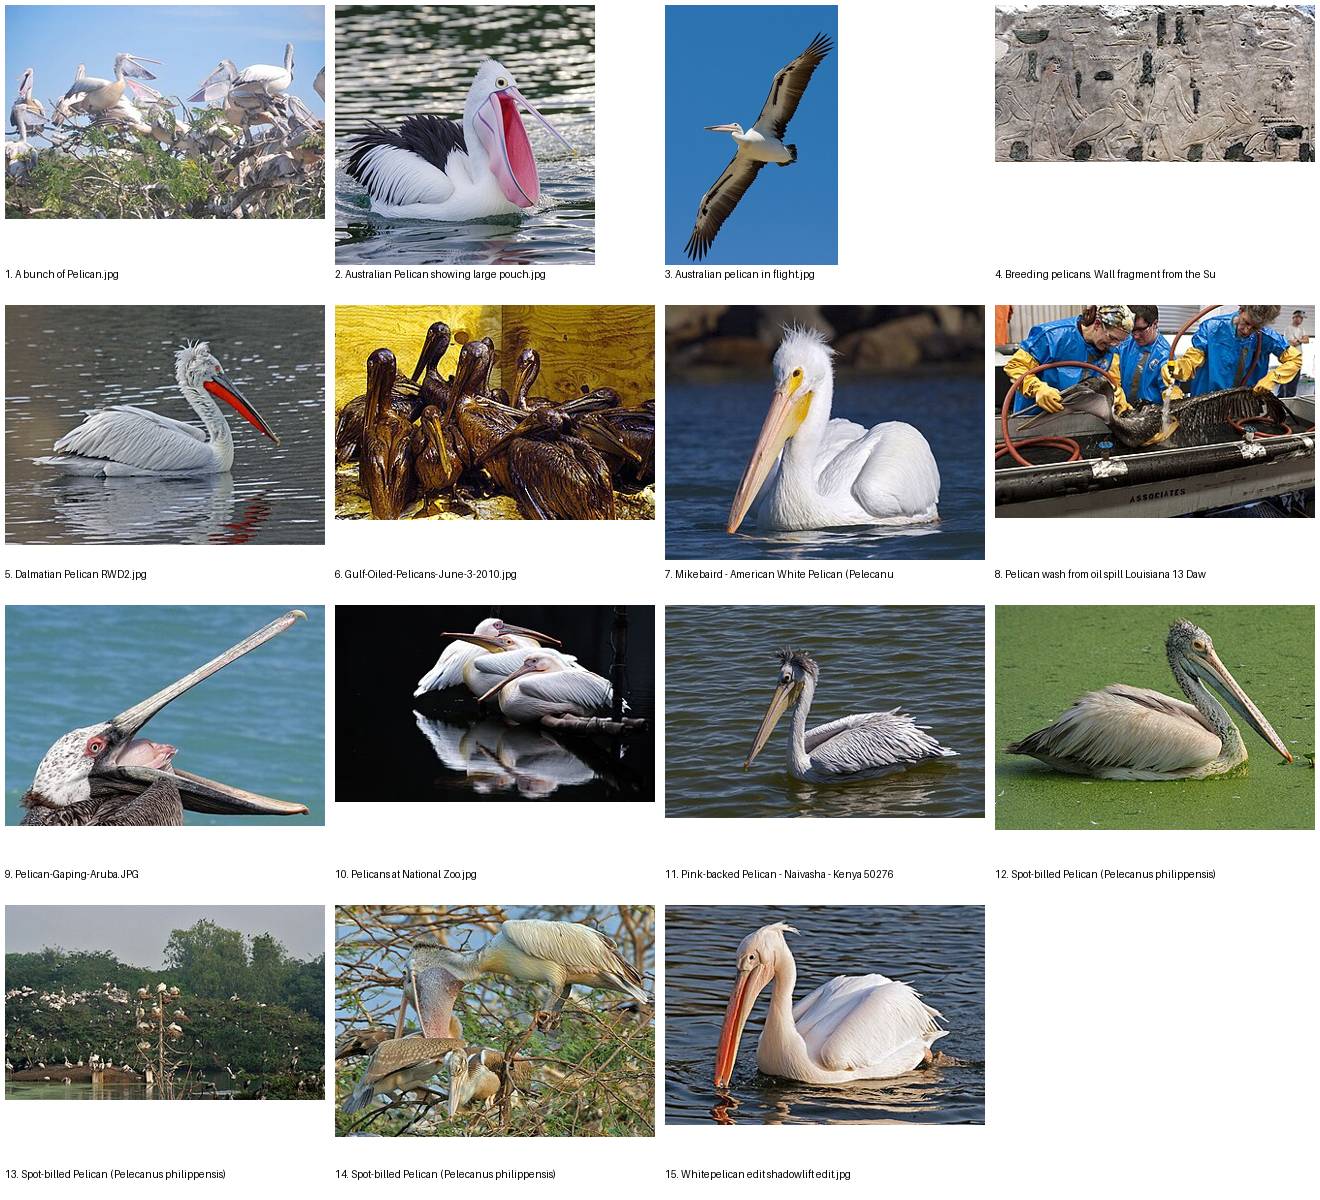 1. A bunch of Pelican.jpg
2. Australian Pelican showing large pouch.jpg
3. Australian pelican in flight.jpg
4. Breeding pelicans. Wall fragment from the Su
ASSOCIATES
5. Dalmatian Pelican RWD2.jpg
6. Gulf-Oiled-Pelicans-June-3-2010.jpg
7. Mikebaird - American White Pelican (Pelecanu
8. Pelican wash from oil spill Louisiana 13 Daw
9. Pelican-Gaping-Aruba.JPG
10. Pelicans at National Zoo.jpg
11. Pink-backed Pelican - Naivasha - Kenya 50276
12. Spot-billed Pelican (Pelecanus philippensis)
13. Spot-billed Pelican (Pelecanus philippensis)
14. Spot-billed Pelican (Pelecanus philippensis)
15. Whitepelican edit shadowlift edit.jpg